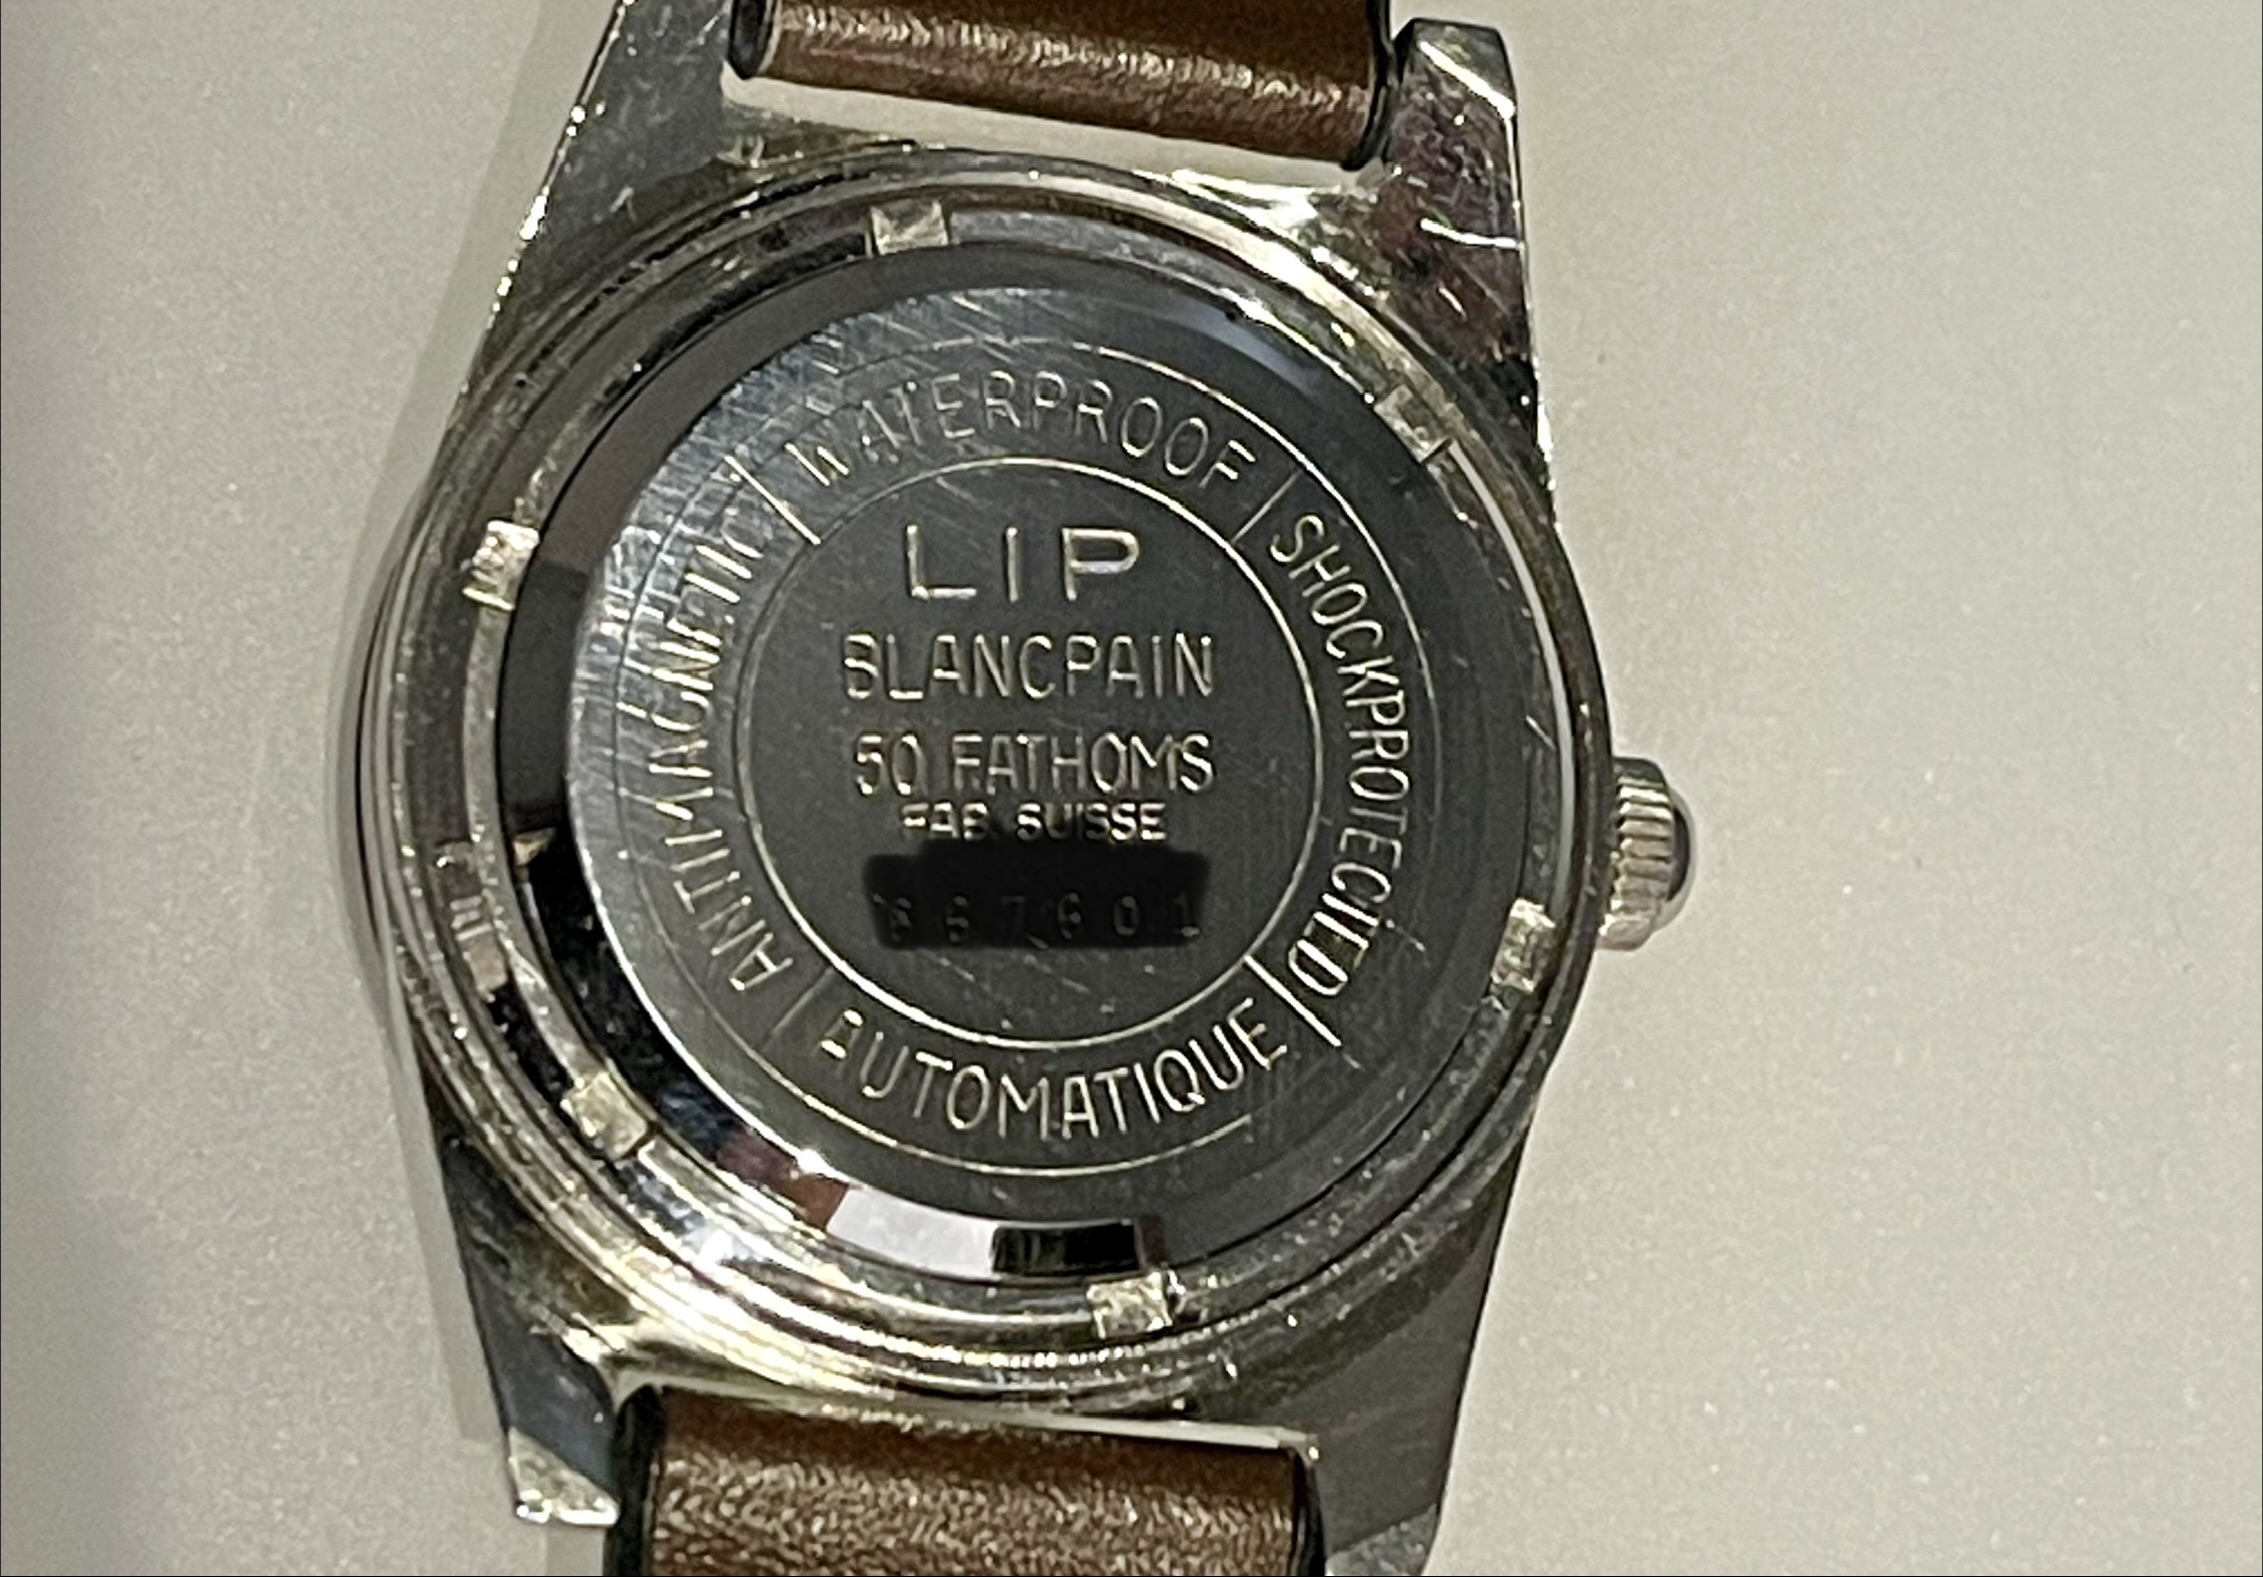 WATERPROOF
SHOCKPROTECTED
AUTOMATIQUE
ANTIMAGNETIC
LIP
BLANCPAIN
50 FATHOMS
FAB. SUISSE